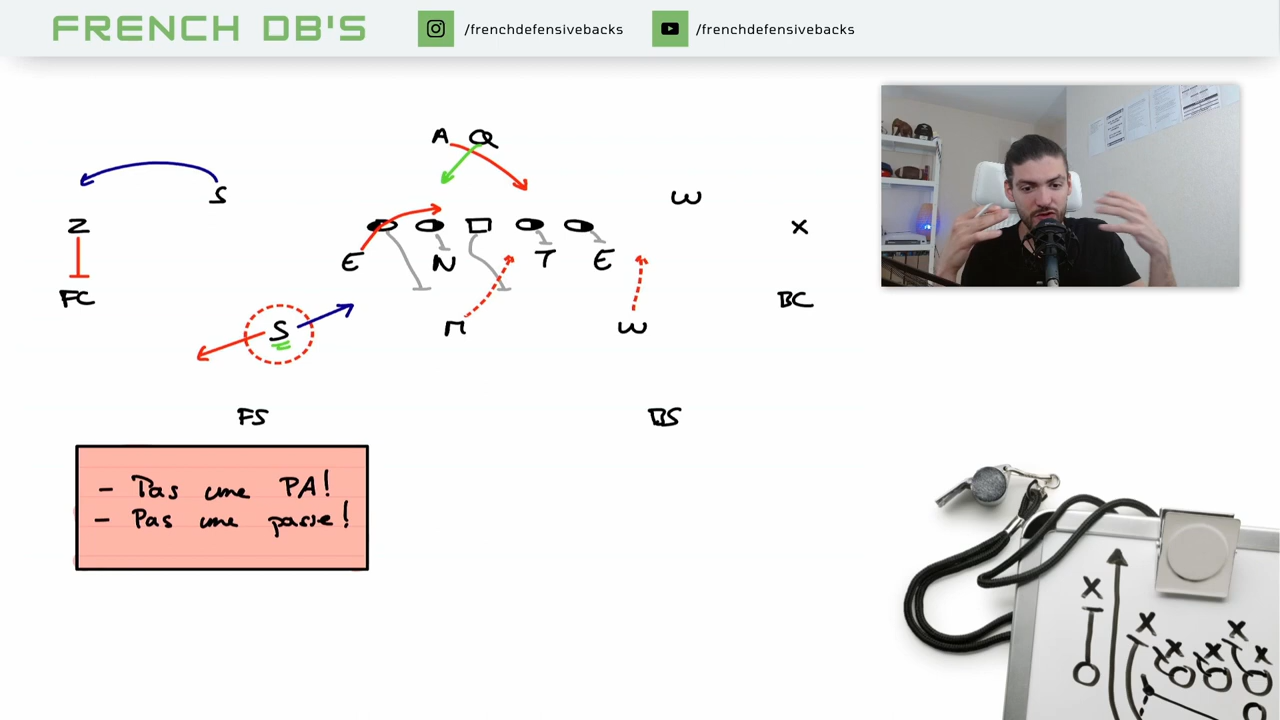 FRENCH DB'S
/frenchdefensivebacks
/frenchdefensivebacks
A Q
S
W
Z
X
E N T E
FC
BC
S
M
W
FS
BS
- Pas une PA!
- Pas une passe!
X
X X X X